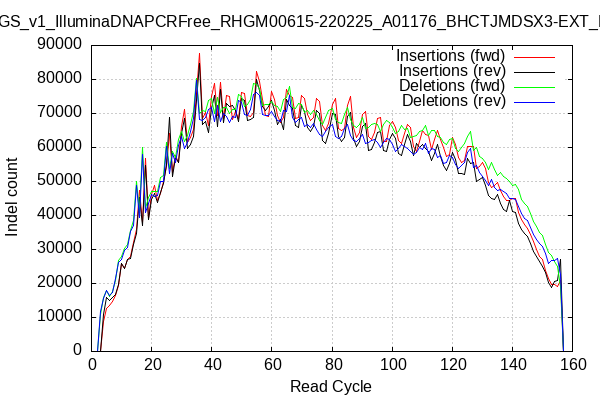 GS_v1_IlluminaDNAPCRFree_RHGM00615-220225_A01176_BHCTJMDSX3-EXT_
Insertions (fwd)
Insertions (rev)
Deletions (fwd)
Deletions (rev)
90000
80000
70000
60000
50000
40000
30000
20000
10000
0
Indel count
0 20 40 60 80 100 120 140 160
Read Cycle